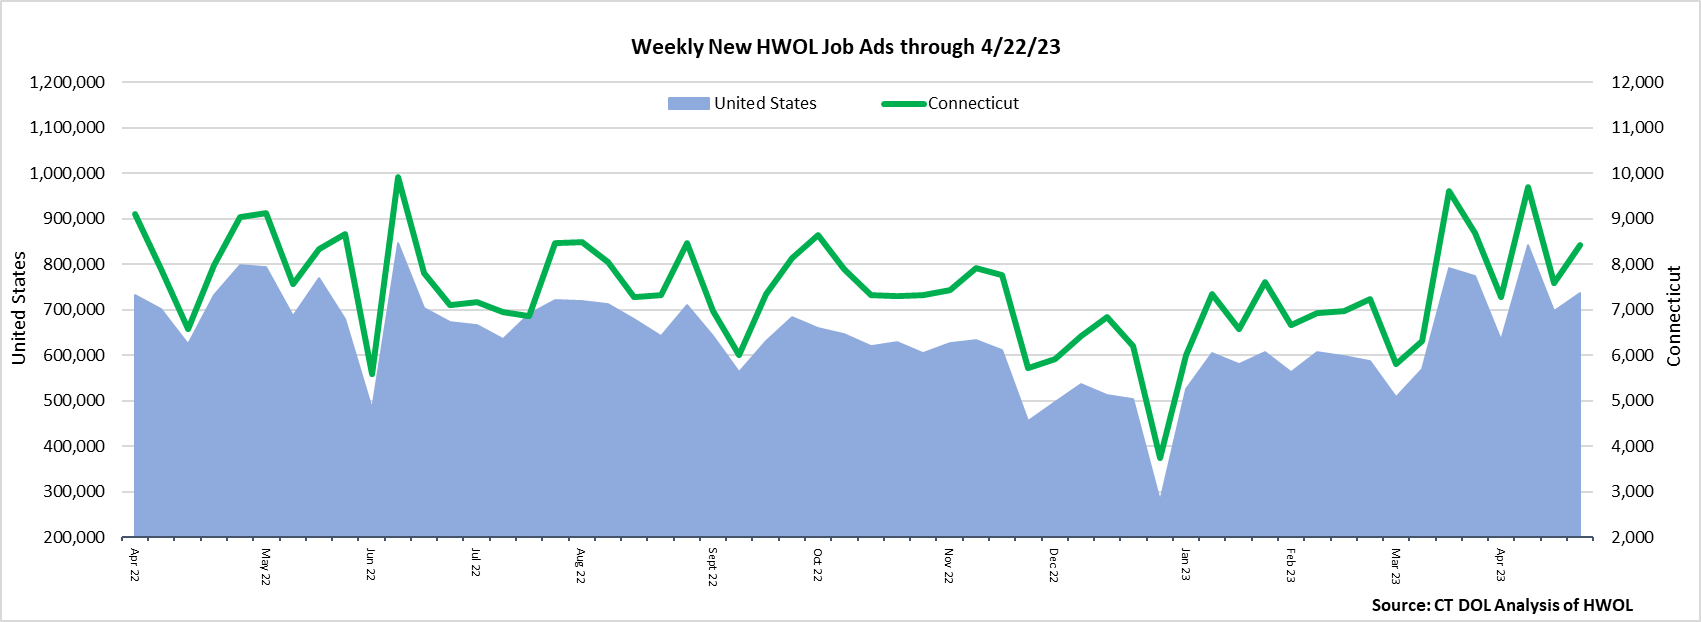 Weekly New HWOL Job Ads through 4/22/23
United States
Connecticut
United States
1,200,000
1,100,000
1,000,000
900,000
800,000
700,000
600,000
500,000
400,000
300,000
200,000
12,000
11,000
10,000
9,000
8,000
7,000
6,000
5,000
4,000
3,000
2,000
Connecticut
Apr 22
May 22
Jun 22
Jul 22
Aug 22
Sept 22
Oct 22
Nov 22
Dec 22
Jan 23
Feb 23
Mar 23
Apr 23
Source: CT DOL Analysis of HWOL